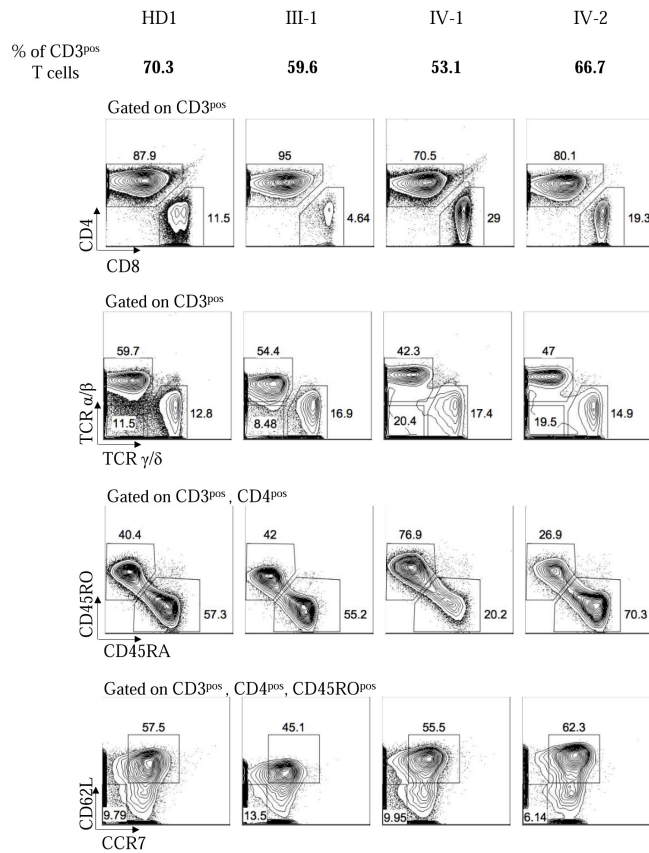 HD1 III-1 IV-1 IV-2
% of CD3pos
T cells 70.3 59.6 53.1 66.7
Gated on CD3pos
87.9 95 70.5 80.1
11.5 4.64 29 19.3
CD4
CD8
Gated on CD3pos
59.7 54.4 42.3 47
12.8 16.9 17.4 14.9
11.5 8.48 20.4 19.5
TCR α/β
TCR γ/δ
Gated on CD3pos, CD4pos
40.4 42 76.9 26.9
57.3 55.2 20.2 70.3
CD45RO
CD45RA
Gated on CD3pos, CD4pos, CD45ROpos
57.5 45.1 55.5 62.3
CD62L
9.79 13.5 9.95 6.14
CCR7